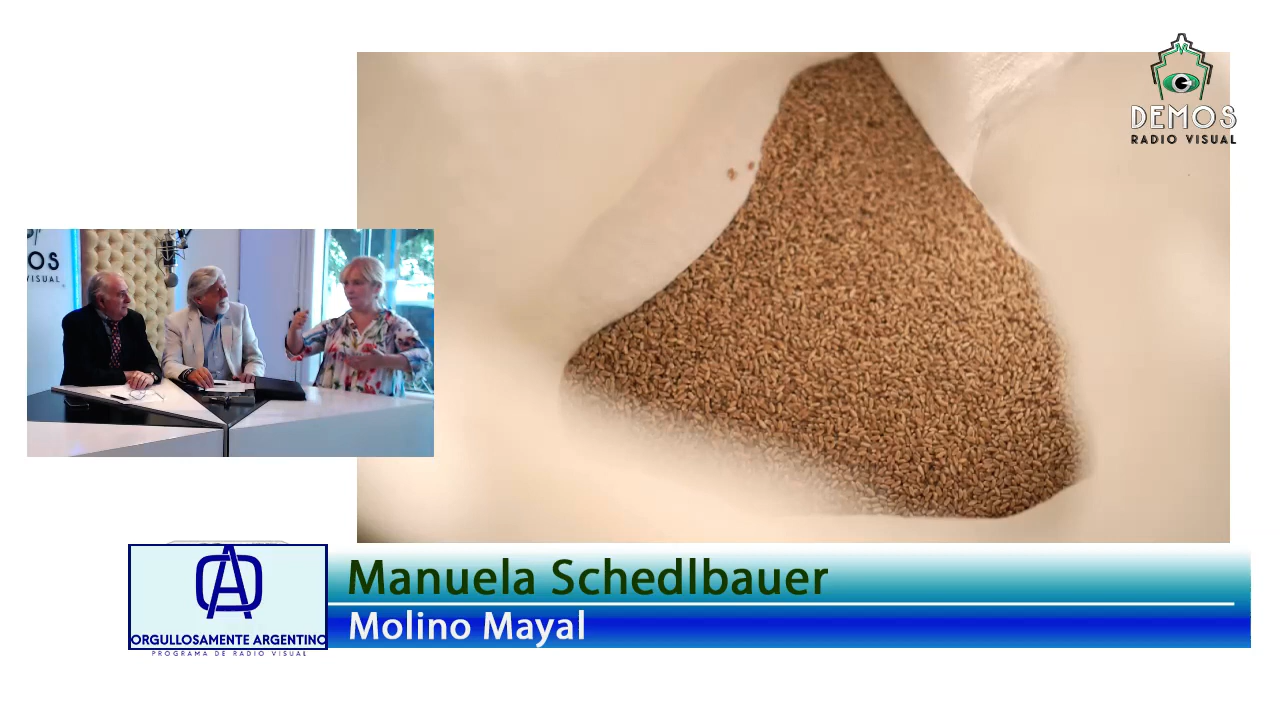 DEMOS
RADIO VISUAL
OS
VISUAL
Manuela Schedlbauer
Molino Mayal
ORGULLOSAMENTE ARGENTINO
PROGRAMA DE RADIO VISUAL